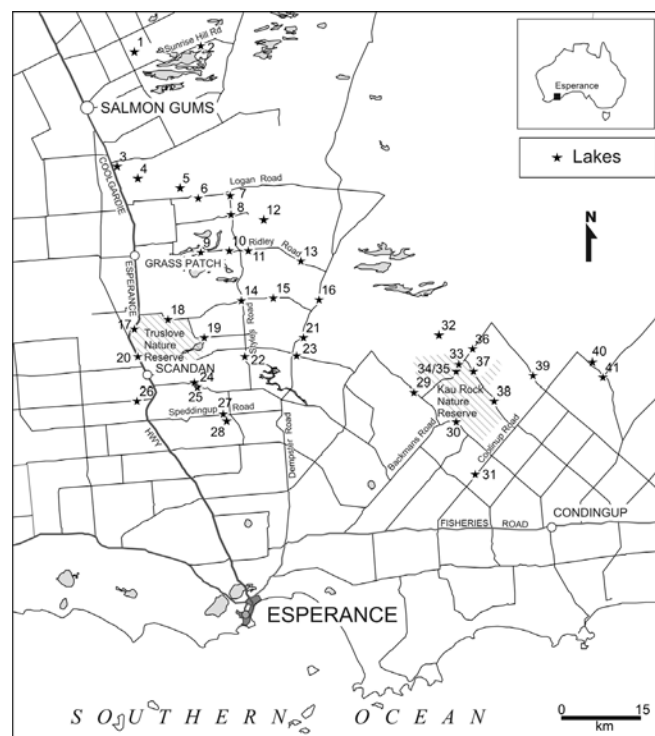 1
Sunrise Hill Rd
2
Esperance
SALMON GUMS
★ Lakes
3
4
COOLGARDIE
5
6
7
Logan Road
8
12
N
9
10
11
Ridley
Road
13
GRASS PATCH
ESPERANCE
14
15
16
18
17
Truslove
Nature
Reserve
19
Styles Road
21
32
36
20
22
23
33
34/35
37
39
40
41
SCANDAN
24
25
29
Kau Rock
Nature
Reserve
38
26
27
Speddingup
Road
28
30
HWY
Dempster Road
Backmans Road
Coolinup Road
31
CONDINGUP
FISHERIES ROAD
ESPERANCE
SOUTHERN OCEAN
0
15
km